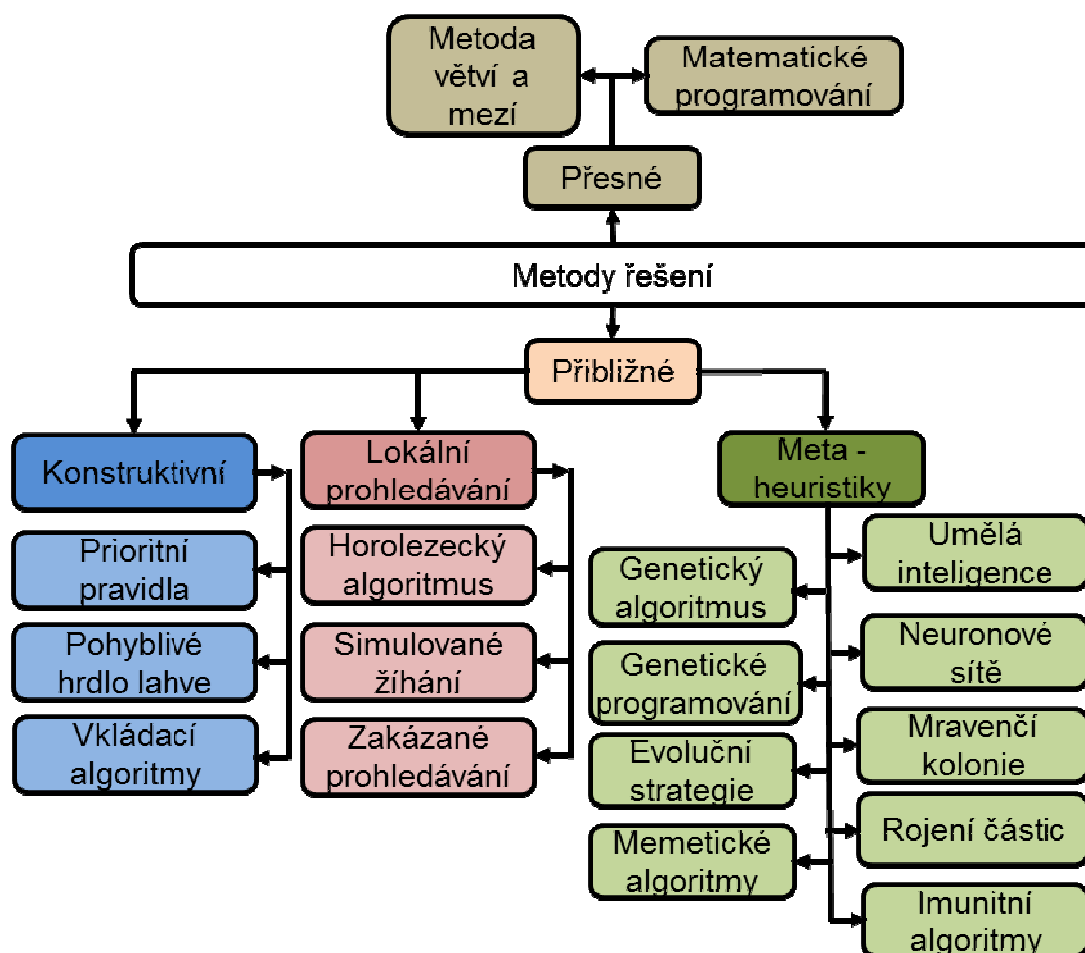 Metoda
větví a
mezí
Matematické
programování
Přesné
Metody řešení
Přibližné
Konstruktivní
Prioritní
pravidla
Pohyblivé
hrdlo lahve
Vkládací
algoritmy
Lokální
prohledávání
Horolezecký
algoritmus
Simulované
žíhání
Zakázané
prohledávání
Meta -
heuristiky
Genetický
algoritmus
Genetické
programování
Evoluční
strategie
Memetické
algoritmy
Umělá
inteligence
Neuronové
sítě
Mravenčí
kolonie
Rojení částic
Imunitní
algoritmy